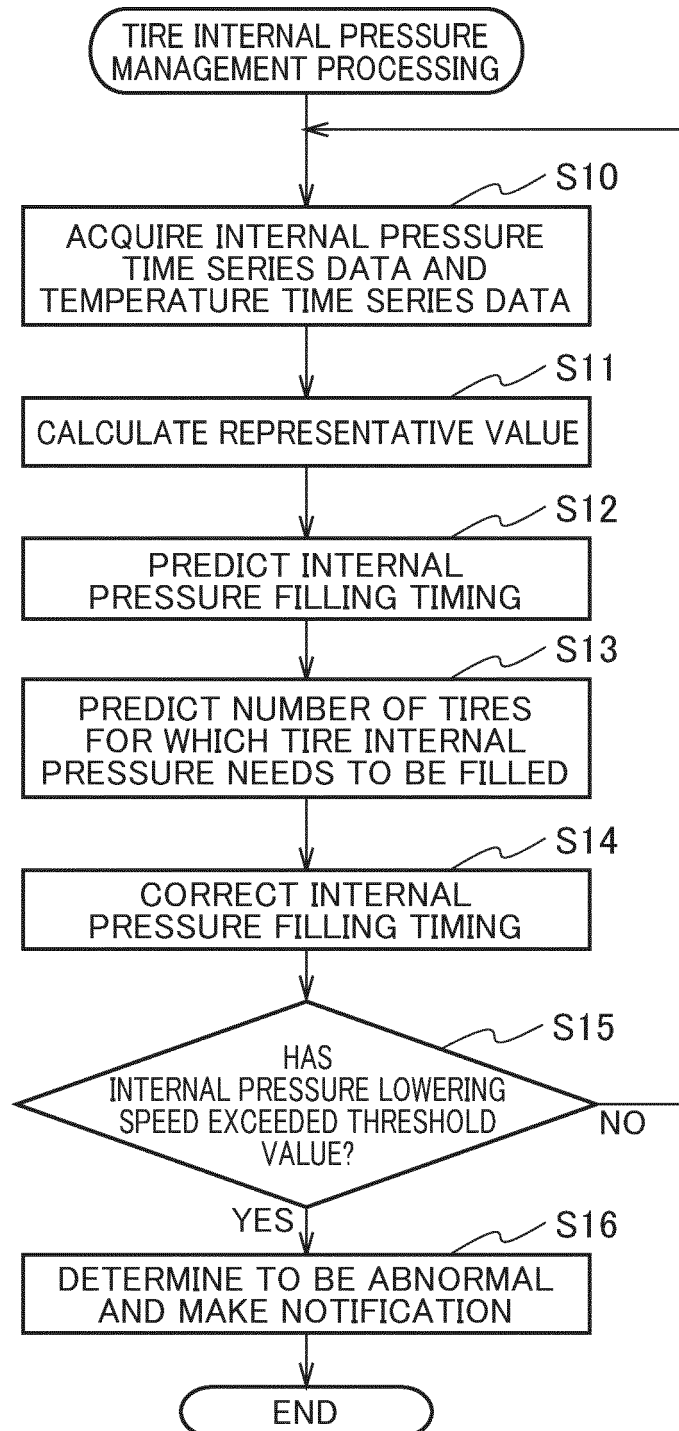 TIRE INTERNAL PRESSURE
MANAGEMENT PROCESSING
S10
ACQUIRE INTERNAL PRESSURE
TIME SERIES DATA AND
TEMPERATURE TIME SERIES DATA
S11
CALCULATE REPRESENTATIVE VALUE
S12
PREDICT INTERNAL
PRESSURE FILLING TIMING
S13
PREDICT NUMBER OF TIRES
FOR WHICH TIRE INTERNAL
PRESSURE NEEDS TO BE FILLED
S14
CORRECT INTERNAL
PRESSURE FILLING TIMING
S15
HAS
INTERNAL PRESSURE LOWERING
SPEED EXCEEDED THRESHOLD
VALUE?
NO
YES
S16
DETERMINE TO BE ABNORMAL
AND MAKE NOTIFICATION
END